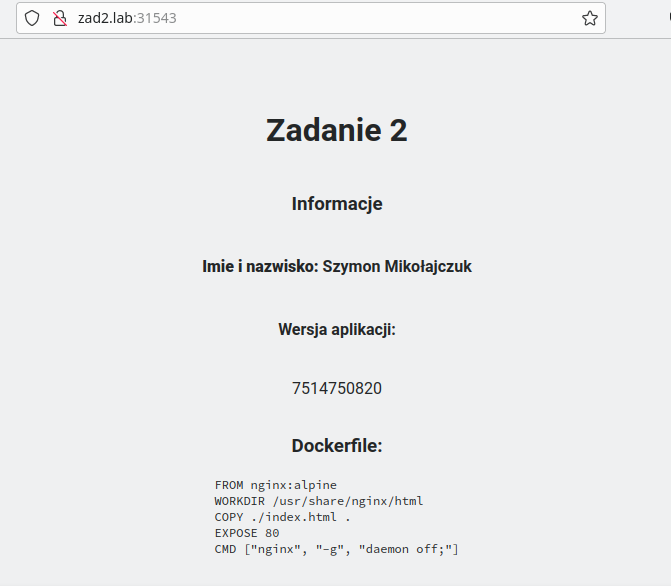 zad2.lab:31543
Zadanie 2
Informacje
Imie i nazwisko: Szymon Mikołajczuk
Wersja aplikacji:
7514750820
Dockerfile:
FROM nginx:alpine
WORKDIR /usr/share/nginx/html
COPY ./index.html .
EXPOSE 80
CMD ["nginx", "-g", "daemon off;"]